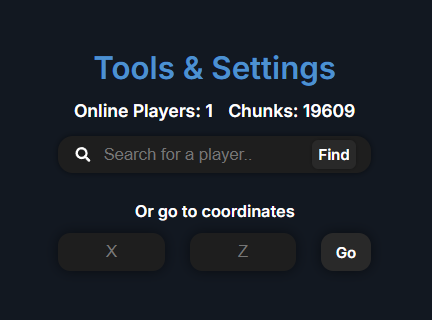 Tools & Settings
Online Players: 1 Chunks: 19609
Search for a player.. Find
Or go to coordinates
X Z Go